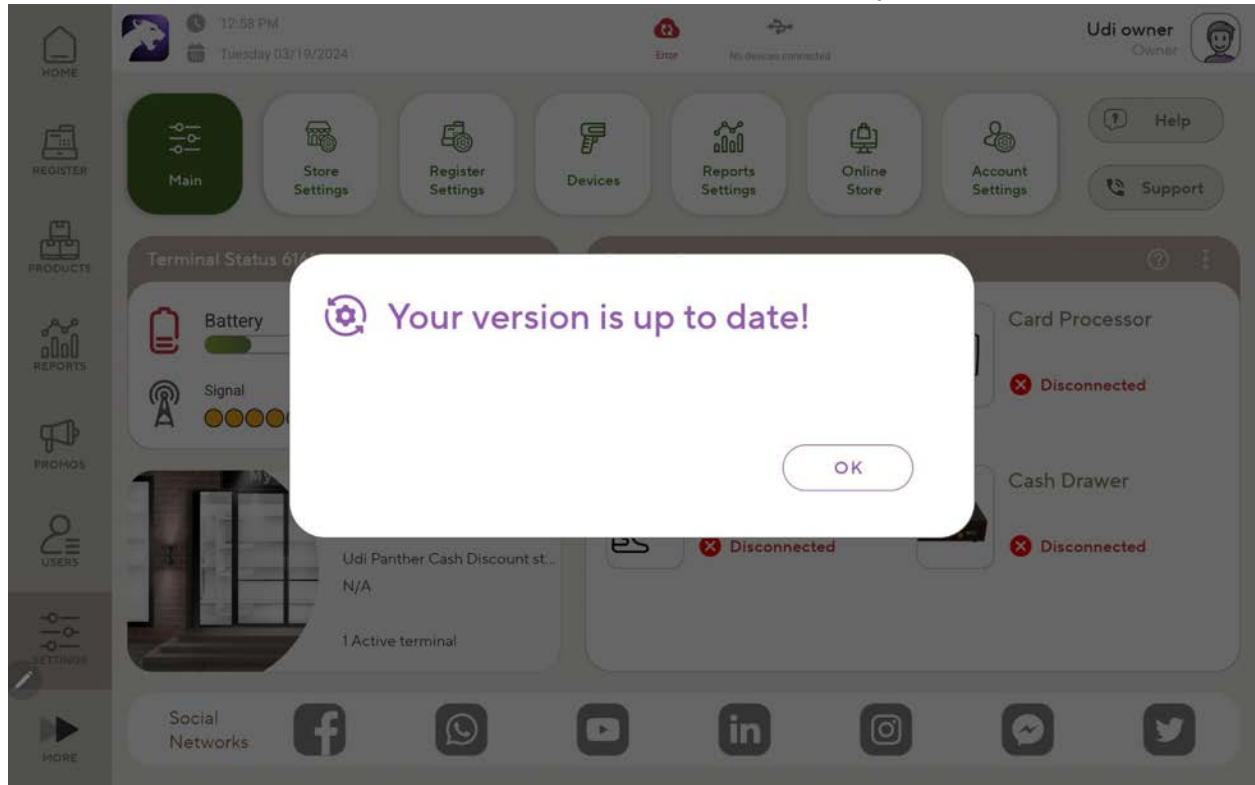 12:58 PM
Tuesday 03/19/2024
Error
No devices connected
Udi owner
Owner
HOME
REGISTER
PRODUCTS
REPORTS
PROMOS
USERS
SETTINGS
MORE
Main
Store
Settings
Register
Settings
Devices
Reports
Settings
Online
Store
Account
Settings
Help
Support
Terminal Status
Battery
Signal
Your version is up to date!
OK
Card Processor
Disconnected
Cash Drawer
Disconnected
Disconnected
My
Udi Panther Cash Discount st...
N/A
1 Active terminal
Social
Networks